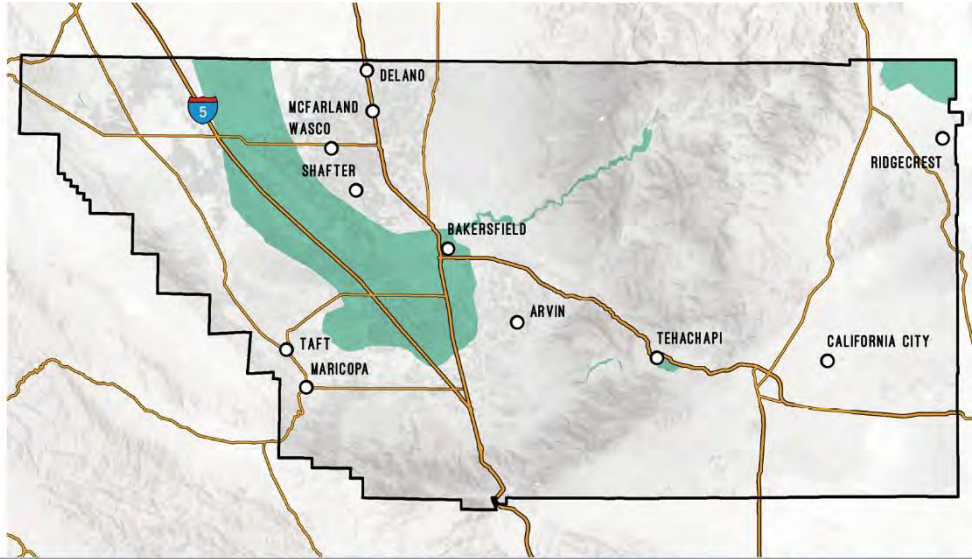 DELANO
5
MCFARLAND
WASCO
SHAFTER
RIDGECREST
BAKERSFIELD
ARVIN
TEHACHAPI
CALIFORNIA CITY
TAFT
MARICOPA